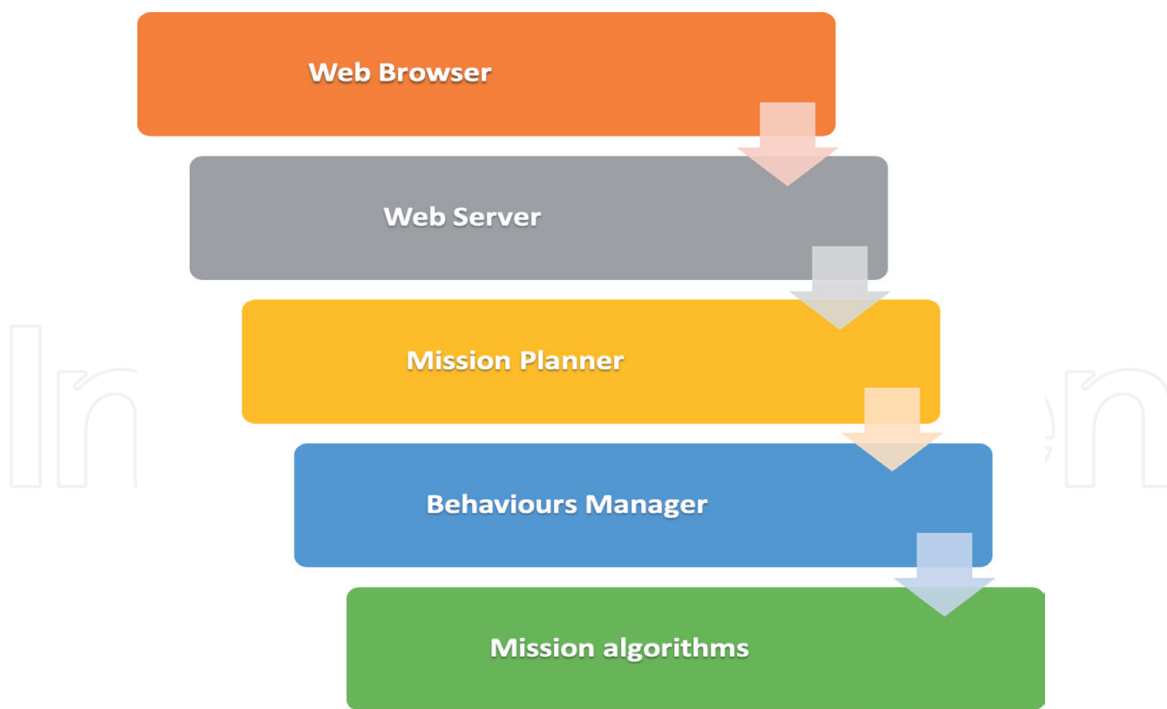 Web Browser
Web Server
Mission Planner
Behaviours Manager
Mission algorithms